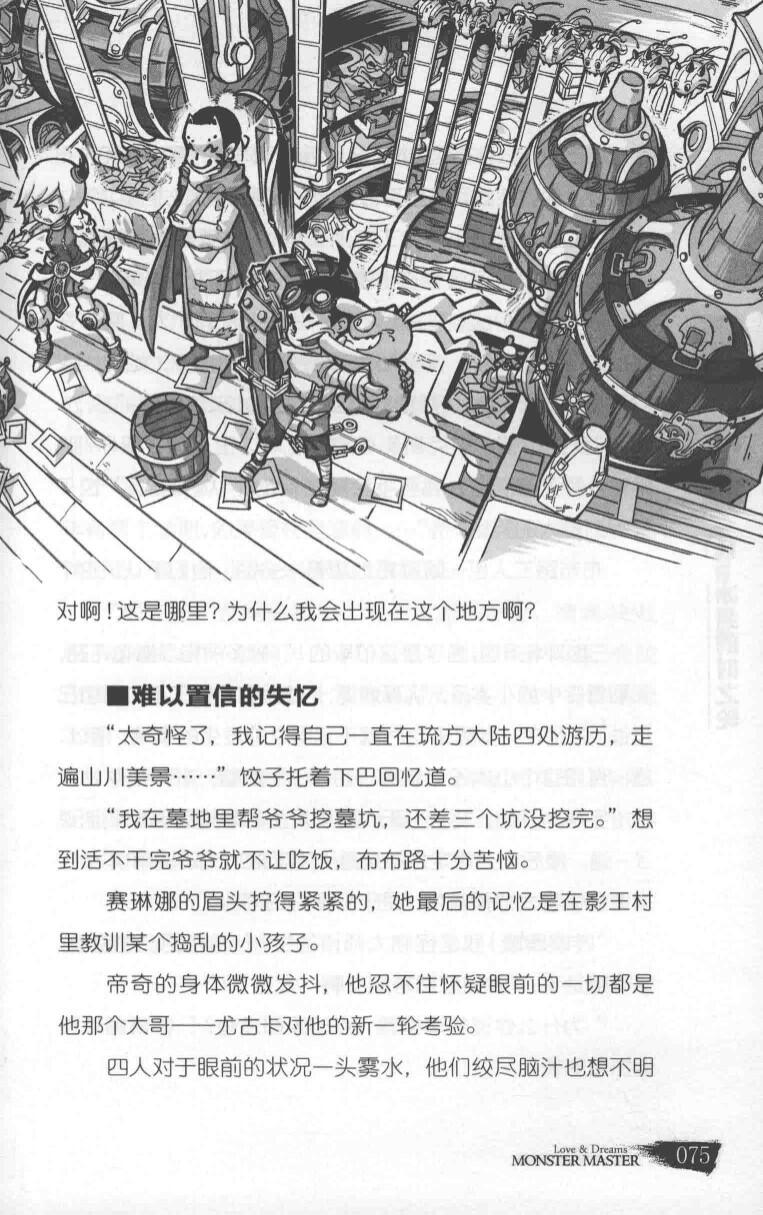 对啊！这是哪里？为什么我会出现在这个地方啊？
■难以置信的失忆
“太奇怪了，我记得自己一直在琉方大陆四处游历，走
遍山川美景……”饺子托着下巴回忆道。
“我在墓地里帮爷爷挖墓坑，还差三个坑没挖完。”想
到活不干完爷爷就不让吃饭，布布路十分苦恼。
赛琳娜的眉头拧得紧紧的，她最后的记忆是在影王村
里教训某个捣乱的小孩子。
帝奇的身体微微发抖，他忍不住怀疑眼前的一切都是
他那个大哥——尤古卡对他的新一轮考验。
四人对于眼前的状况一头雾水，他们绞尽脑汁也想不明
Love & Dreams
MONSTER MASTER 075